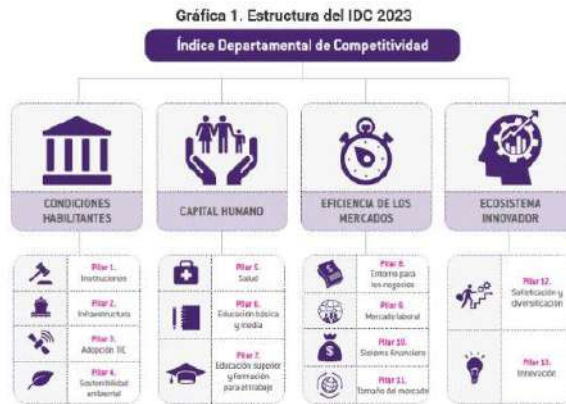 Gráfica 1. Estructura del IDC 2023
Índice Departamental de Competitividad
CONDICIONES
HABILITANTES
CAPITAL HUMANO
EFICIENCIA DE LOS
MERCADOS
ECOSISTEMA
INNOVADOR
Pilar 1.
Instituciones
Pilar 2.
Infraestructura
Pilar 3.
Adopción TIC
Pilar 4.
Sostenibilidad
ambiental
Pilar 5.
Salud
Pilar 6.
Educación básica
y media
Pilar 7.
Educación superior
y formación
para el trabajo
Pilar 8.
Entorno para
los negocios
Pilar 9.
Mercado laboral
Pilar 10.
Sistema financiero
Pilar 11.
Tamaño del mercado
Pilar 12.
Sofisticación y
diversificación
Pilar 13.
Innovación